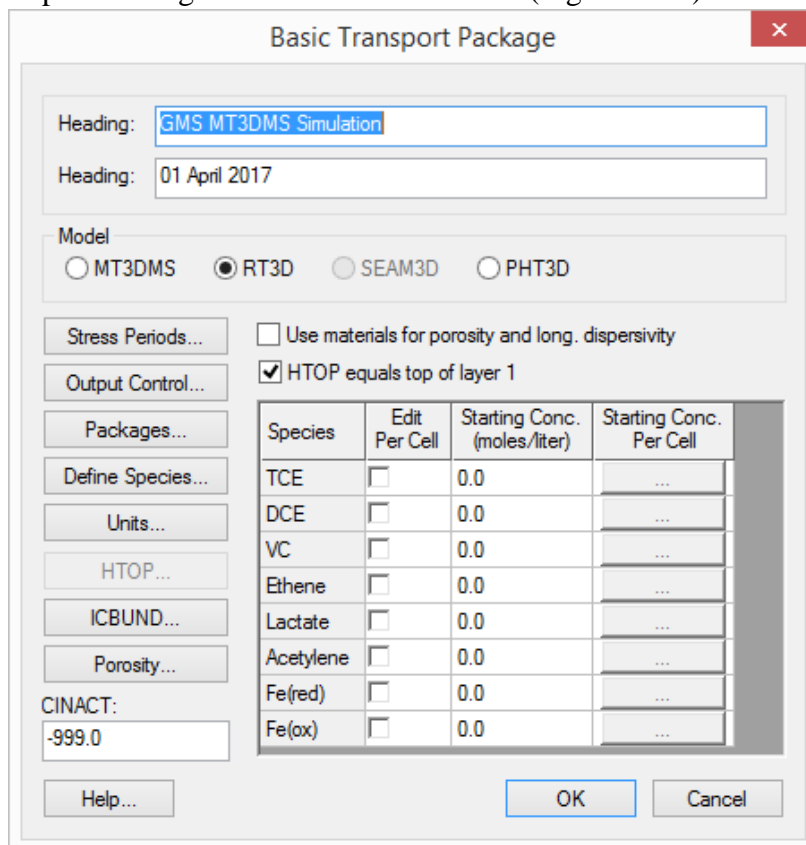 Basic Transport Package
Heading: GMS MT3DMS Simulation
Heading: 01 April 2017
Model
MT3DMS RT3D SEAM3D PHT3D
Stress Periods...
Output Control...
Packages...
Define Species...
Units...
HTOP...
ICBUND...
Porosity...
CINACT:
-999.0
Use materials for porosity and long. dispersivity
HTOP equals top of layer 1
Species Edit Per Cell Starting Conc. (moles/liter) Starting Conc. Per Cell
TCE 0.0 ...
DCE 0.0 ...
VC 0.0 ...
Ethene 0.0 ...
Lactate 0.0 ...
Acetylene 0.0 ...
Fe(red) 0.0 ...
Fe(ox) 0.0 ...
Help... OK Cancel